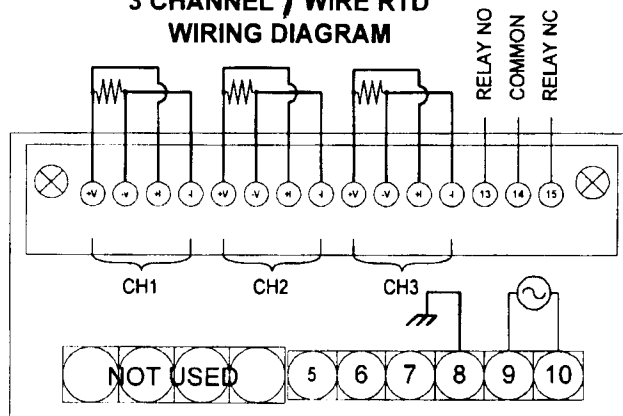 3 CHANNEL WIRE RTD
WIRING DIAGRAM
RELAY NO
COMMON
RELAY NC
+V -v +I -I +V -V +I -I +V -V +I -I 13 14 15
CH1 CH2 CH3
NOT USED 5 6 7 8 9 10